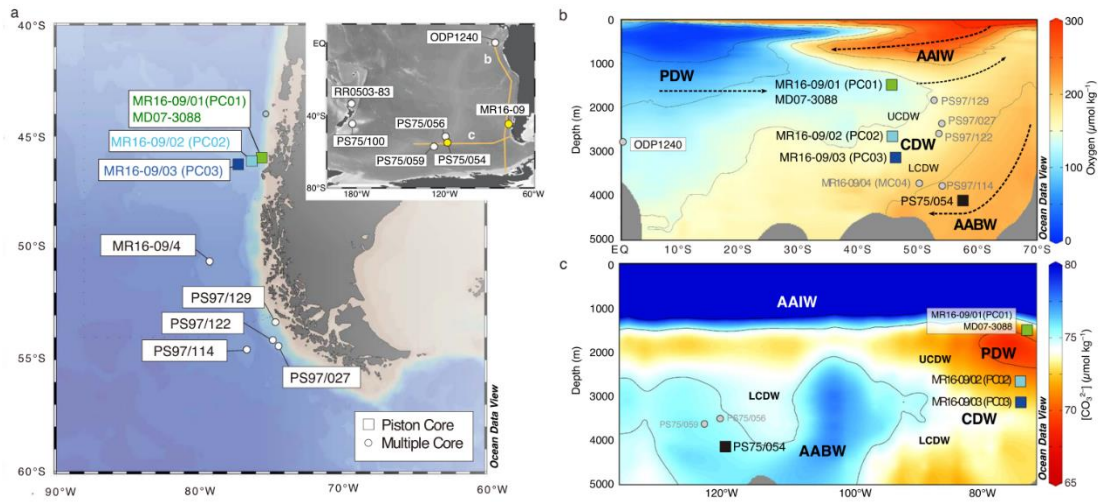 a
40°S
45°S
50°S
55°S
60°S
90°W
80°W
70°W
60°W
MR16-09/01(PC01)
MD07-3088
MR16-09/02 (PC02)
MR16-09/03 (PC03)
MR16-09/4
PS97/129
PS97/122
PS97/114
PS97/027
Piston Core
Multiple Core
Ocean Data View
EQ
40°S
80°S
180°W
120°W
60°W
ODP1240
b
RR0503-83
MR16-09
PS75/056
c
PS75/100
PS75/059
PS75/054
b
Depth (m)
0
1000
2000
3000
4000
5000
EQ
10°S
20°S
30°S
40°S
50°S
60°S
70°S
AAIW
PDW
MR16-09/01 (PC01)
MD07-3088
PS97/129
UCDW
PS97/027
MR16-09/02 (PC02)
PS97/122
CDW
ODP1240
MR16-09/03 (PC03)
LCDW
MR16-09/04 (MC04)
PS97/114
PS75/054
AABW
Ocean Data View
300
200
100
0
Oxygen (μmol kg⁻¹)
c
Depth (m)
0
1000
2000
3000
4000
5000
120°W
100°W
80°W
AAIW
MR16-09/01(PC01)
MD07-3088
UCDW
PDW
MR16-09/02(PC02)
LCDW
MR16-09/03(PC03)
PS75/056
PS75/059
CDW
PS75/054
AABW
LCDW
Ocean Data View
80
75
70
65
[CO₃²⁻] (μmol kg⁻¹)